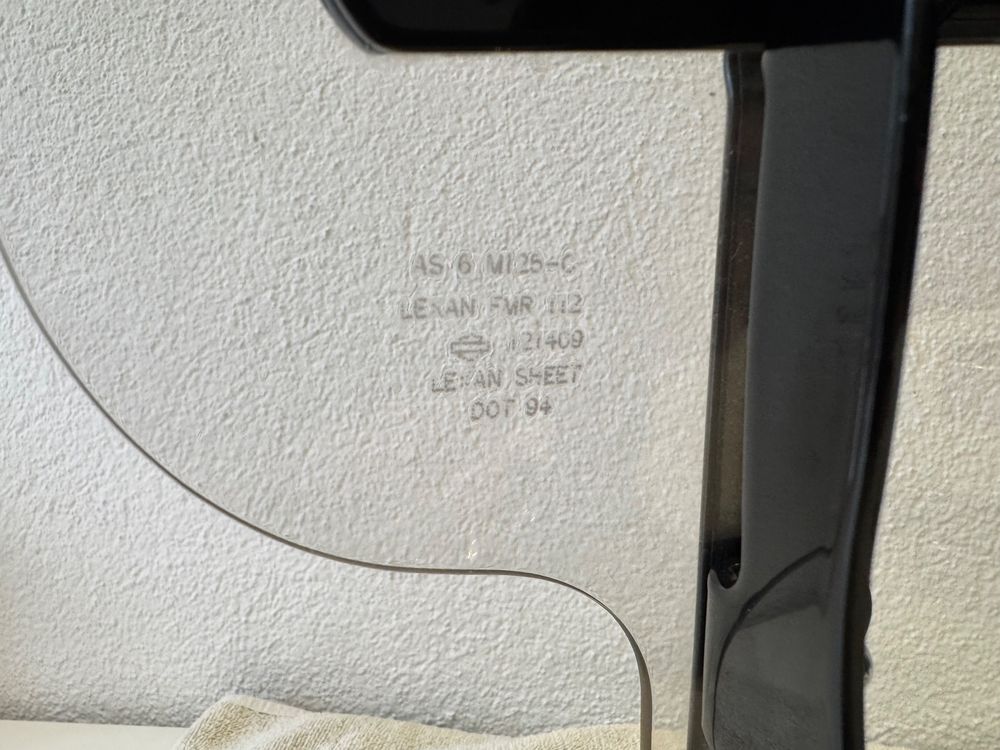 AS 6 M125-C
LEXAN FMR 112
121409
LEXAN SHEET
DOT 94